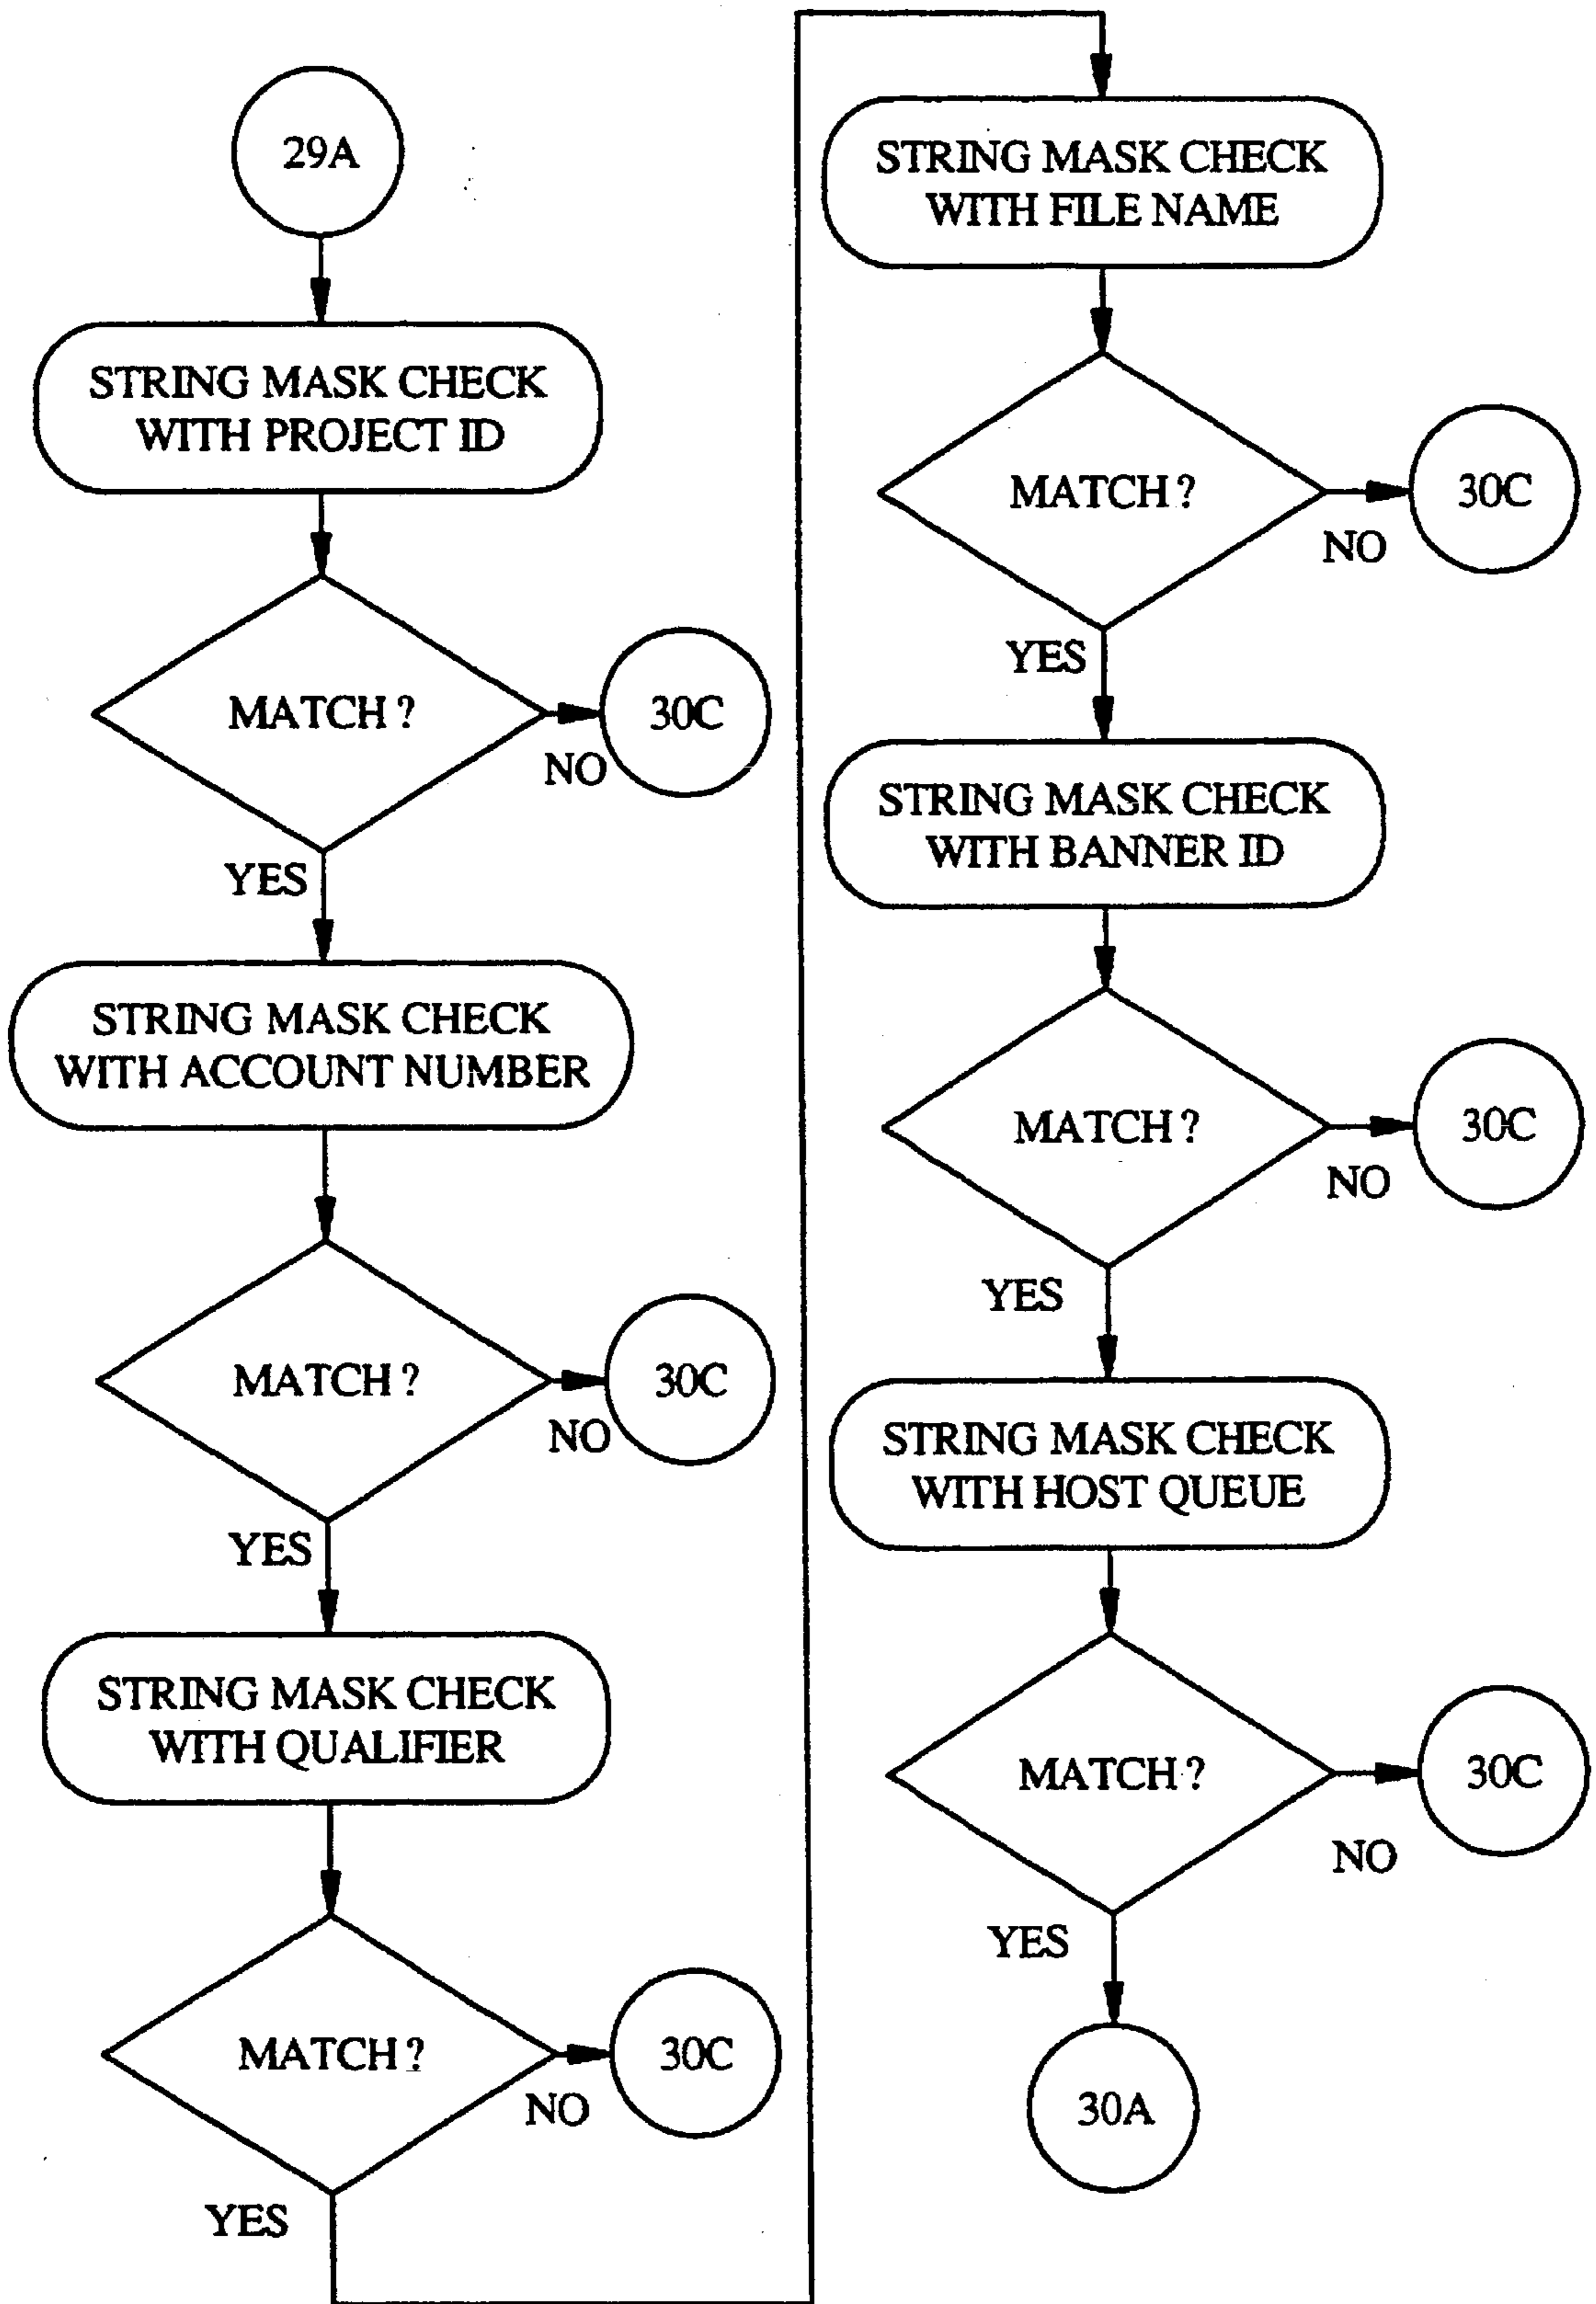 29A
STRING MASK CHECK
WITH PROJECT ID
MATCH?
30C
NO
YES
STRING MASK CHECK
WITH ACCOUNT NUMBER
MATCH?
30C
NO
YES
STRING MASK CHECK
WITH QUALIFIER
MATCH?
30C
NO
YES
STRING MASK CHECK
WITH FILE NAME
MATCH?
30C
NO
YES
STRING MASK CHECK
WITH BANNER ID
MATCH?
30C
NO
YES
STRING MASK CHECK
WITH HOST QUEUE
MATCH?
30C
NO
YES
30A